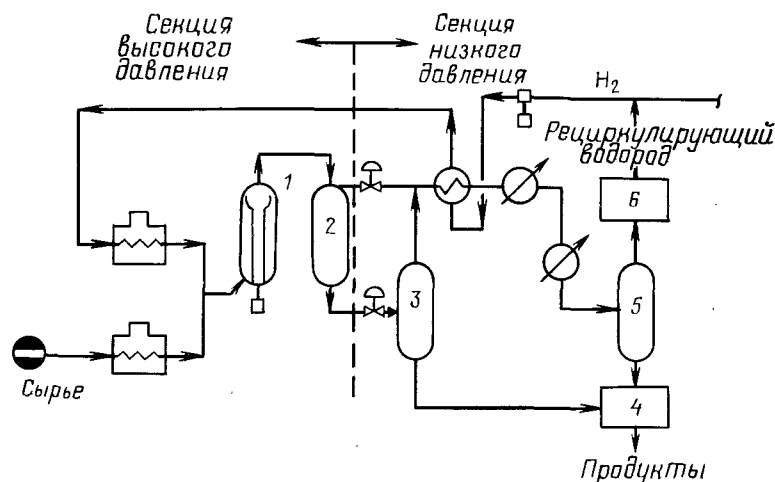 Секция
высокого
давления
Секция
низкого
давления
H₂
Рециркулирующий
водород
1
2
3
4
5
6
Сырье
Продукты